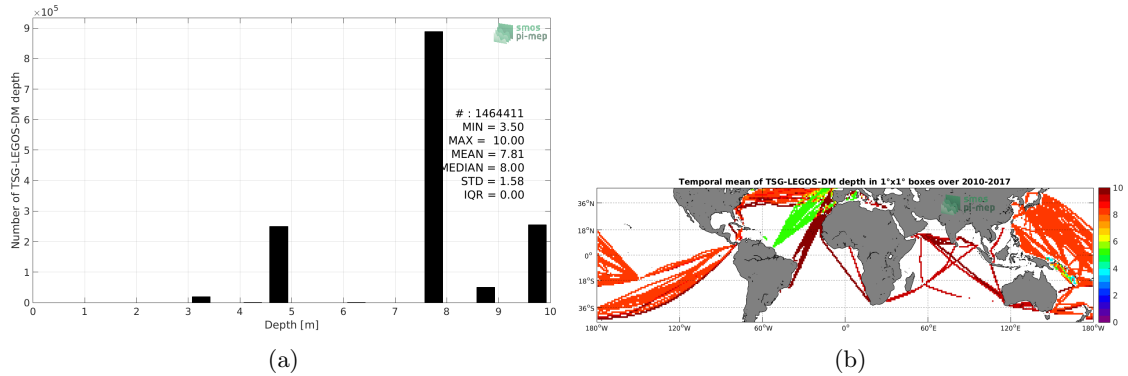 ×10⁵
9
8
7
6
5
4
3
2
1
0
Number of TSG-LEGOS-DM depth
smos
pi-mep
# : 1464411
MIN = 3.50
MAX = 10.00
MEAN = 7.81
MEDIAN = 8.00
STD = 1.58
IQR = 0.00
0 1 2 3 4 5 6 7 8 9 10
Depth [m]
(a)
Temporal mean of TSG-LEGOS-DM depth in 1°x1° boxes over 2010-2017
smos
pi-mep
36°N
18°N
0°
18°S
36°S
180°W 120°W 60°W 0° 60°E 120°E 180°W
10
8
6
4
2
0
(b)